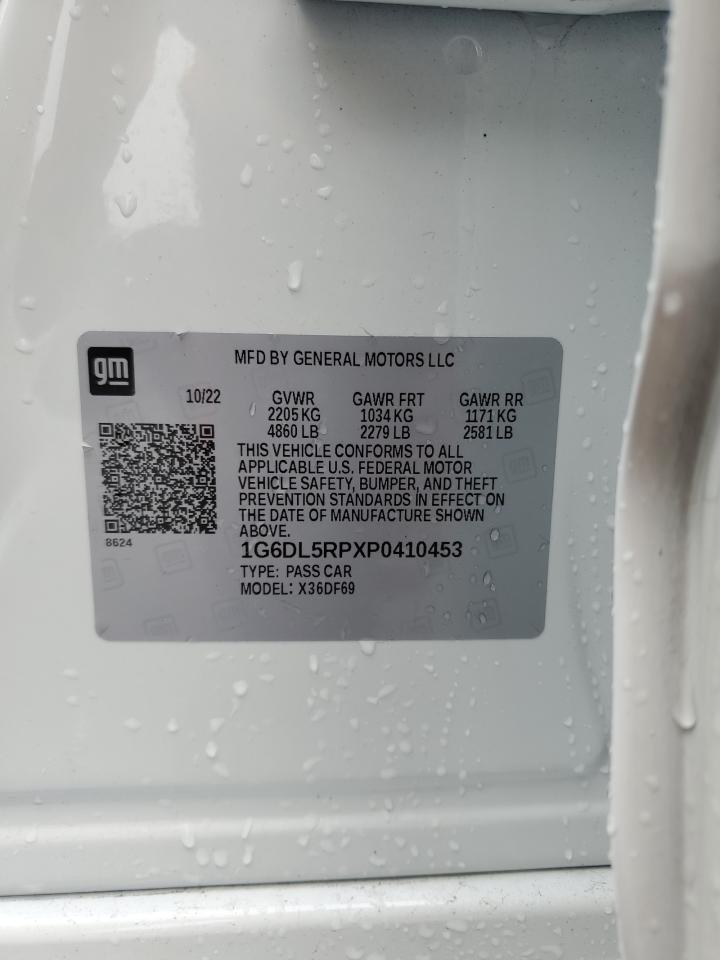 gm
MFD BY GENERAL MOTORS LLC
10/22 GVWR GAWR FRT GAWR RR
2205 KG 1034 KG 1171 KG
4860 LB 2279 LB 2581 LB
THIS VEHICLE CONFORMS TO ALL
APPLICABLE U.S. FEDERAL MOTOR
VEHICLE SAFETY, BUMPER, AND THEFT
PREVENTION STANDARDS IN EFFECT ON
THE DATE OF MANUFACTURE SHOWN
ABOVE.
8624
1G6DL5RPXP0410453
TYPE: PASS CAR
MODEL: X36DF69